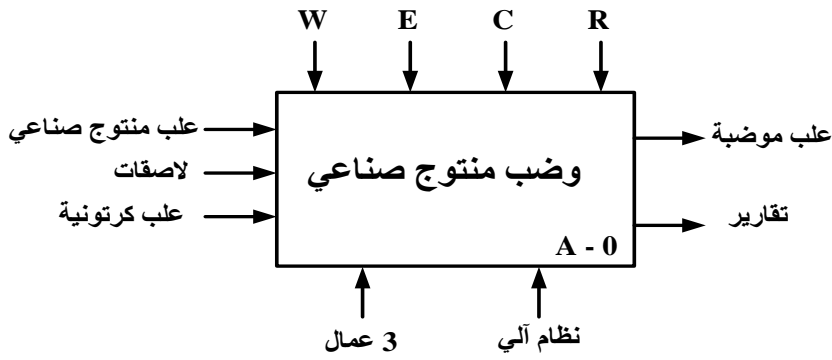 W E C R
علب منتوج صناعي
لاصقات
علب كرتونية
وضب منتوج صناعي
A - 0
علب موضبة
تقارير
3 عمال
نظام آلي